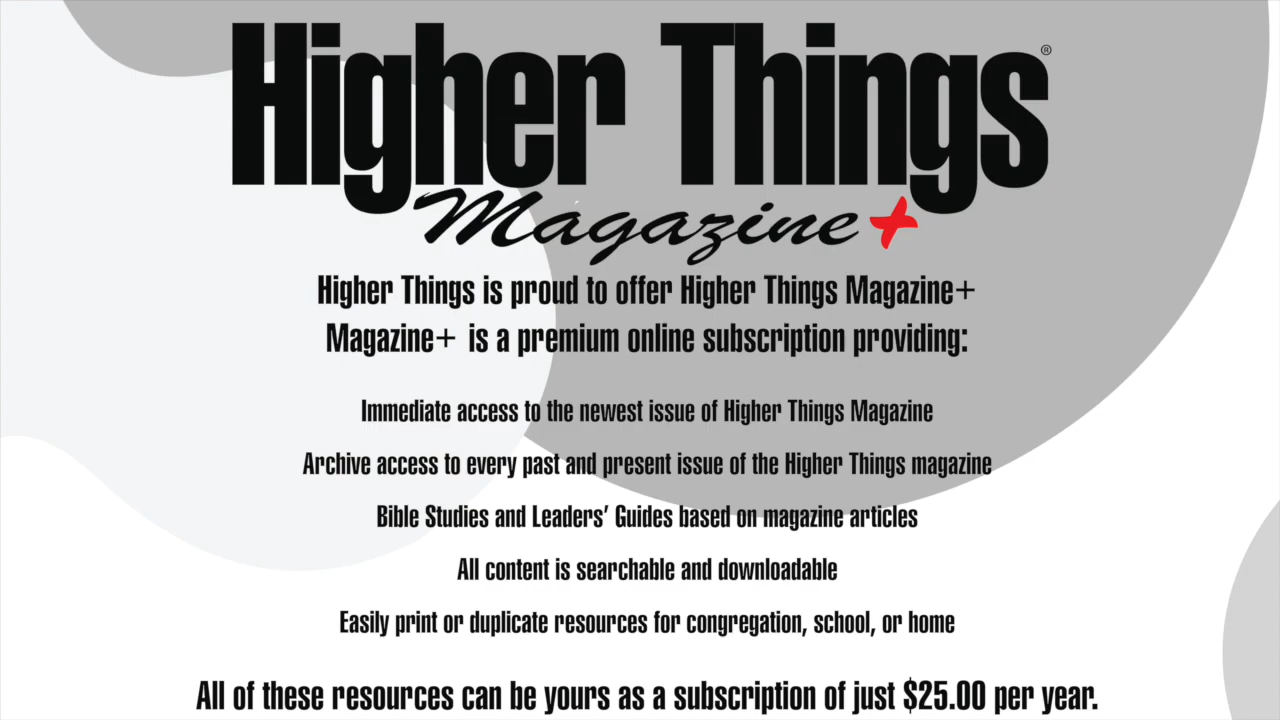 Higher Things®
Magazine+
Higher Things is proud to offer Higher Things Magazine+
Magazine+ is a premium online subscription providing:
Immediate access to the newest issue of Higher Things Magazine
Archive access to every past and present issue of the Higher Things magazine
Bible Studies and Leaders’ Guides based on magazine articles
All content is searchable and downloadable
Easily print or duplicate resources for congregation, school, or home
All of these resources can be yours as a subscription of just $25.00 per year.